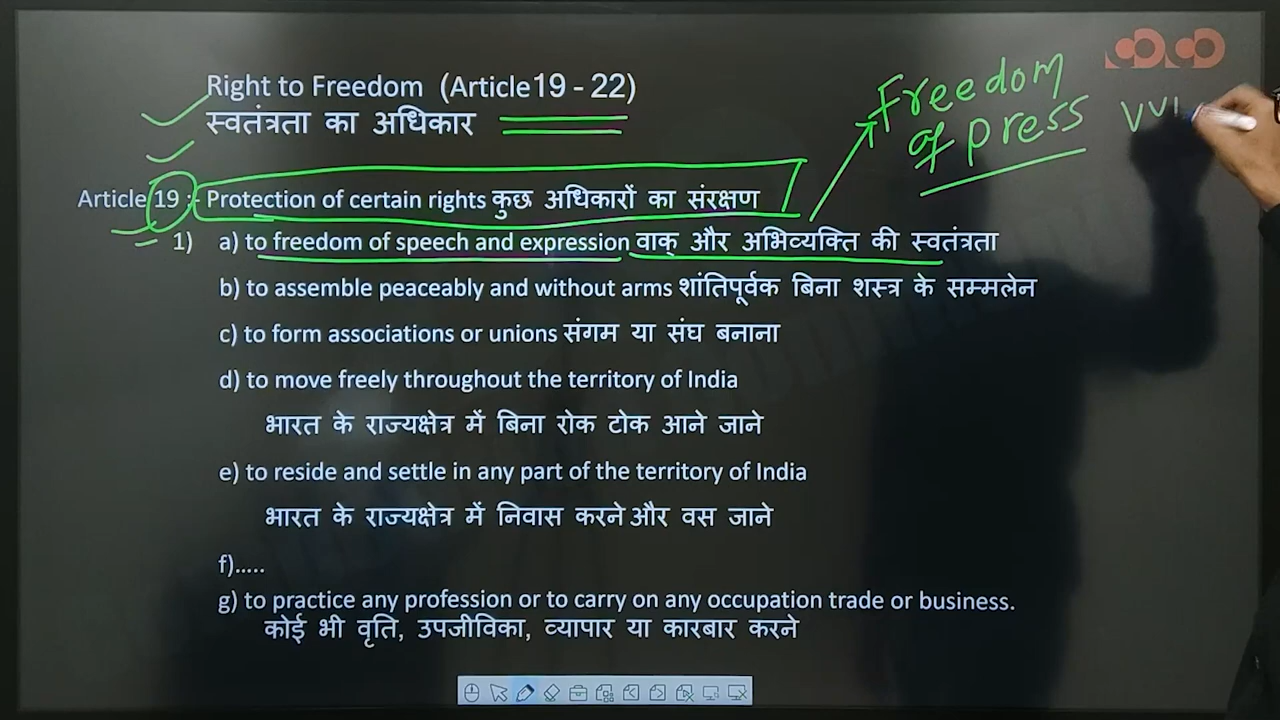 Right to Freedom (Article 19 - 22)
स्वतंत्रता का अधिकार
Freedom
of press
VVI
Article 19 :- Protection of certain rights कुछ अधिकारों का संरक्षण
1) a) to freedom of speech and expression वाक् और अभिव्यक्ति की स्वतंत्रता
b) to assemble peaceably and without arms शांतिपूर्वक बिना शस्त्र के सम्मलेन
c) to form associations or unions संगम या संघ बनाना
d) to move freely throughout the territory of India
भारत के राज्यक्षेत्र में बिना रोक टोक आने जाने
e) to reside and settle in any part of the territory of India
भारत के राज्यक्षेत्र में निवास करने और वस जाने
f).....
g) to practice any profession or to carry on any occupation trade or business.
कोई भी वृति, उपजीविका, व्यापार या कारबार करने